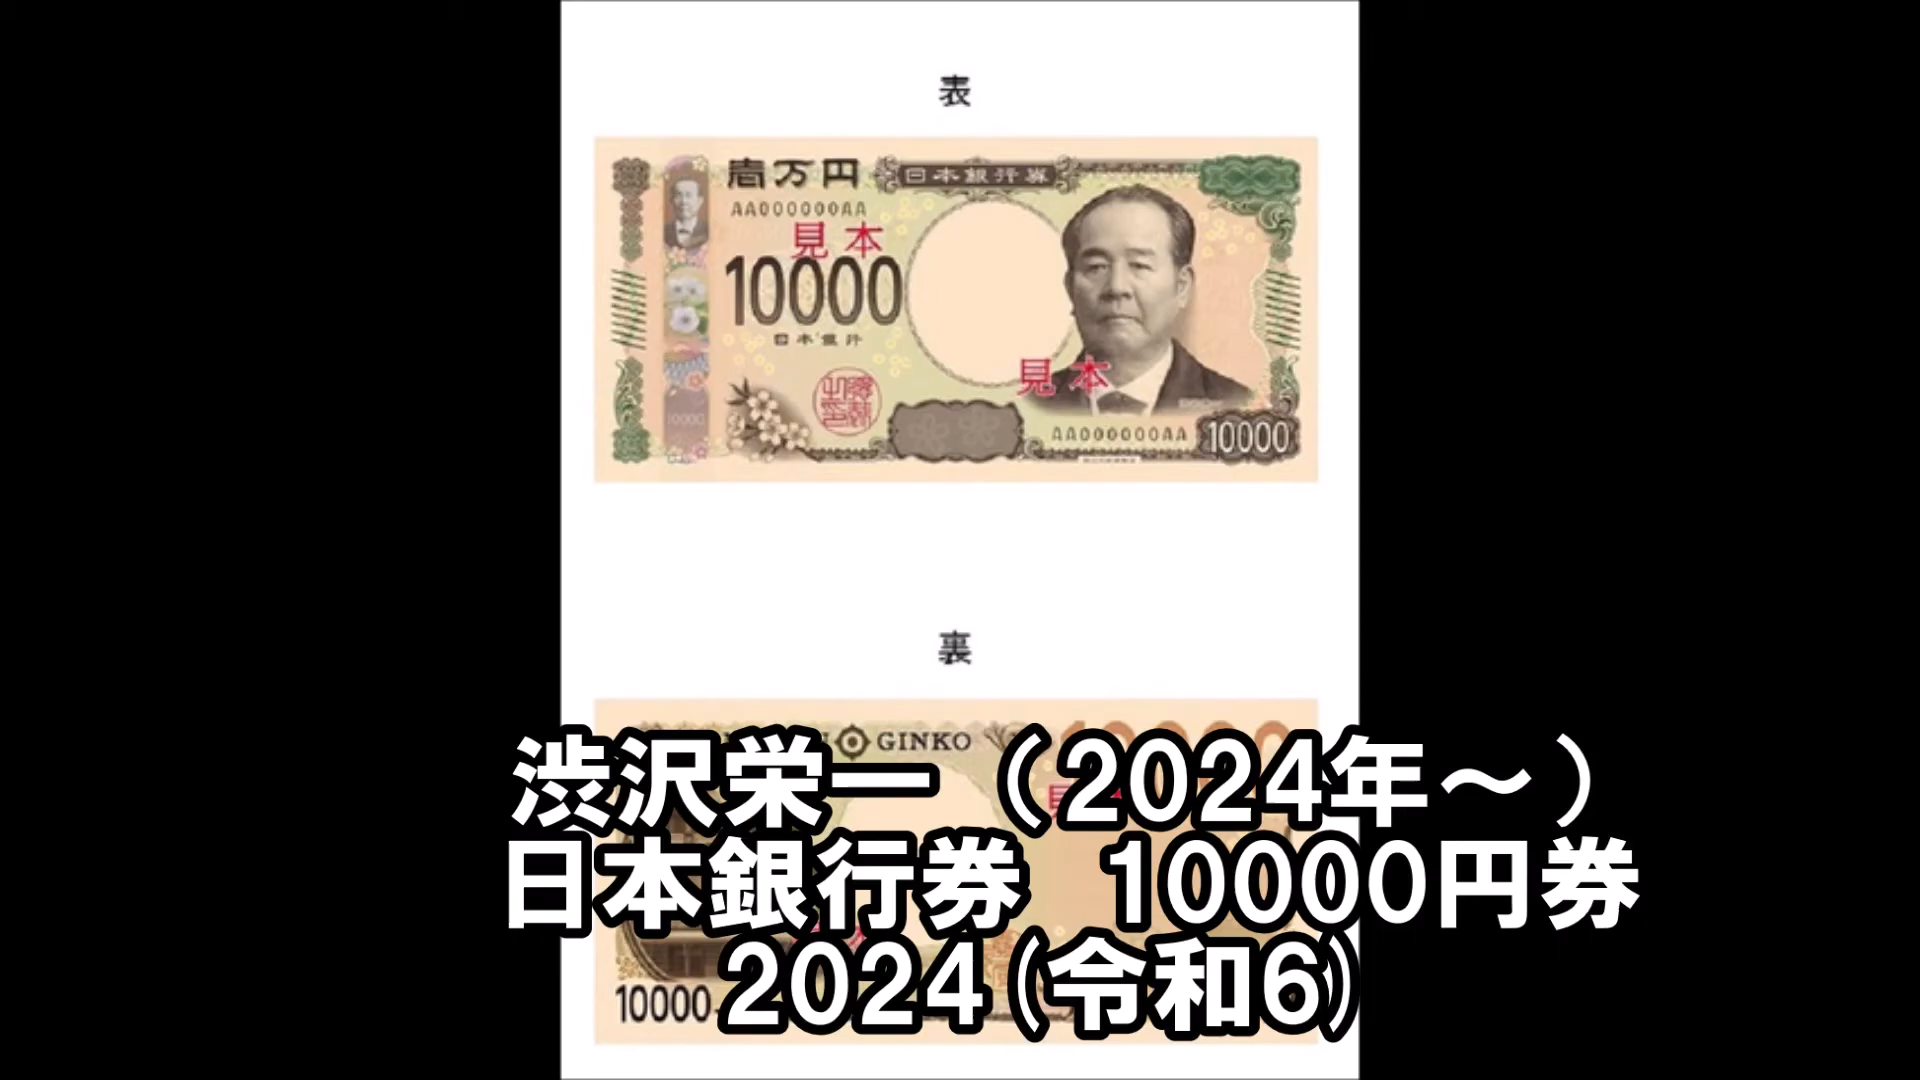 表
壱万円
日本銀行券
AA000000AA
見本
10000
日本銀行
見本
AA000000AA
10000
裏
GINKO
渋沢栄一（2024年～）
日本銀行券　10000円券
2024(令和6)
10000